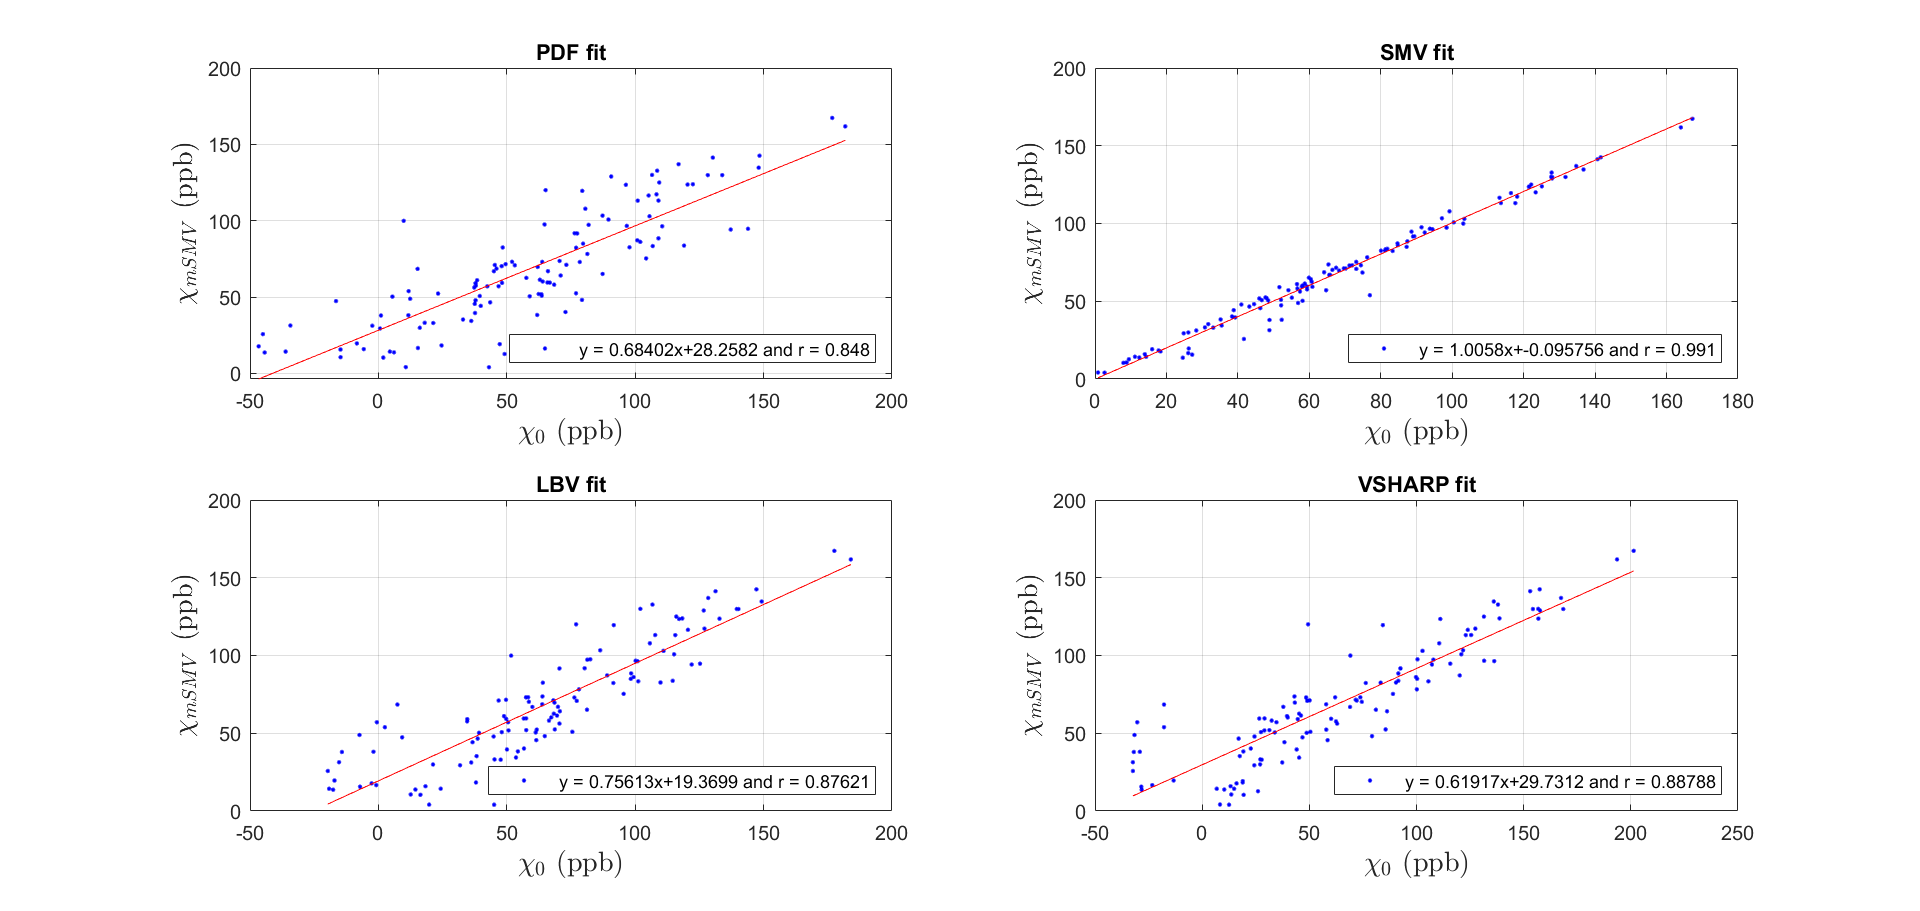 PDF fit
200
150
100
50
0
-50 0 50 100 150 200
χ0 (ppb)
χmSMV (ppb)
y = 0.68402x+28.2582 and r = 0.848
SMV fit
200
150
100
50
0
0 20 40 60 80 100 120 140 160 180
χ0 (ppb)
χmSMV (ppb)
y = 1.0058x+-0.095756 and r = 0.991
LBV fit
200
150
100
50
0
-50 0 50 100 150 200
χ0 (ppb)
χmSMV (ppb)
y = 0.75613x+19.3699 and r = 0.87621
VSHARP fit
200
150
100
50
0
-50 0 50 100 150 200 250
χ0 (ppb)
χmSMV (ppb)
y = 0.61917x+29.7312 and r = 0.88788